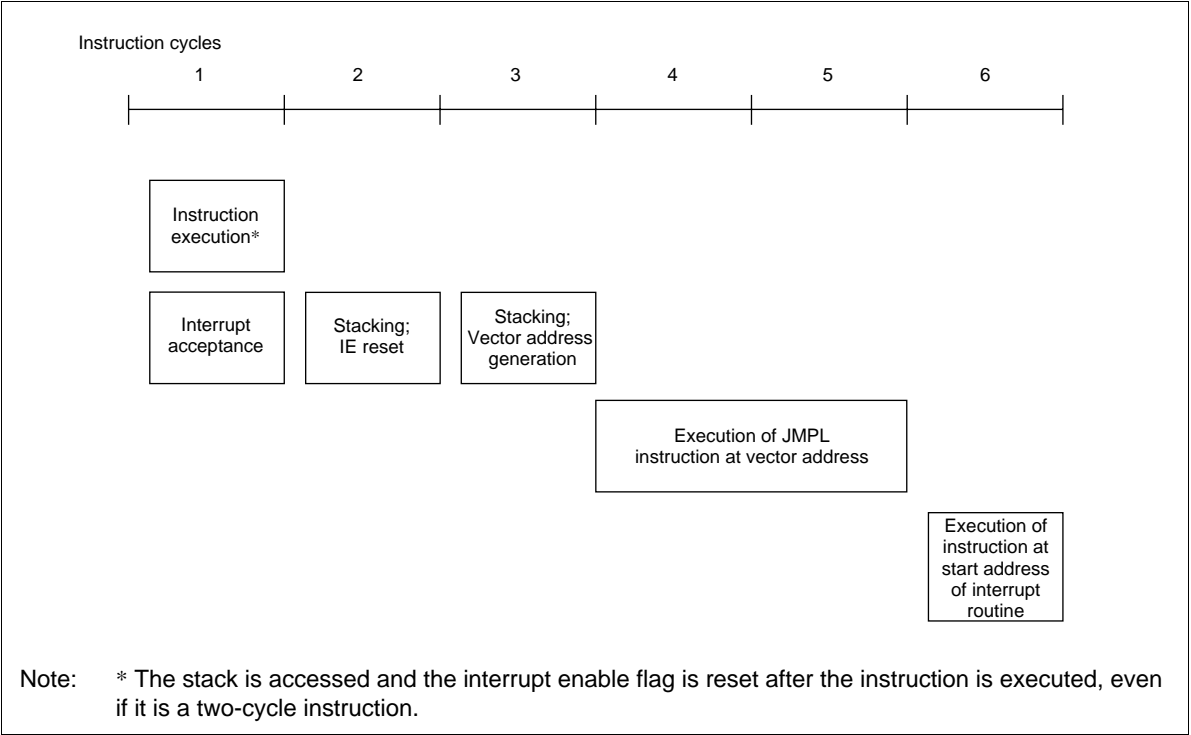 Instruction cycles
1 2 3 4 5 6
Instruction
execution*
Interrupt
acceptance
Stacking;
IE reset
Stacking;
Vector address
generation
Execution of JMPL
instruction at vector address
Execution of
instruction at
start address
of interrupt
routine
Note: * The stack is accessed and the interrupt enable flag is reset after the instruction is executed, even
if it is a two-cycle instruction.